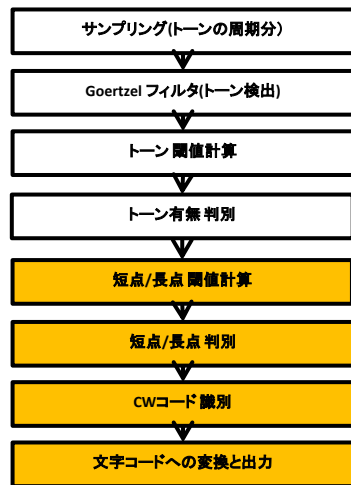 サンプリング(トーンの周期分)
Goertzel フィルタ(トーン検出)
トーン 閾値計算
トーン有無 判別
短点/長点 閾値計算
短点/長点 判別
CWコード 識別
文字コードへの変換と出力